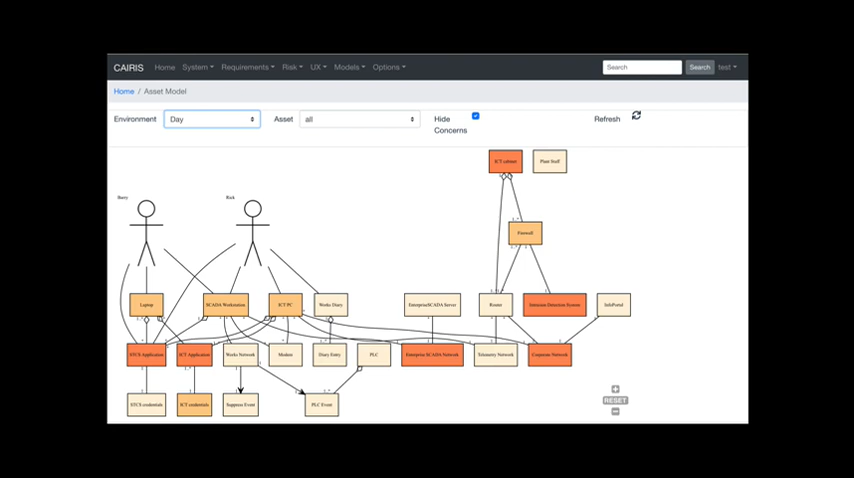 CAIRIS Home System Requirements Risk UX Models Options Search Search test
Home / Asset Model
Environment Day Asset all Hide Concerns Refresh
ICT cabinet Plant Staff
Barry Rick
Firewall
Laptop SCADA Workstation ICT PC Works Diary EnterpriseSCADA Server Router Intrusion Detection System InfoPortal
STCS Application ICT Application Works Network Modem Diary Entry PLC Enterprise SCADA Network Telemetry Network Corporate Network
STCS credentials ICT credentials Suppress Event PLC Event
RESET